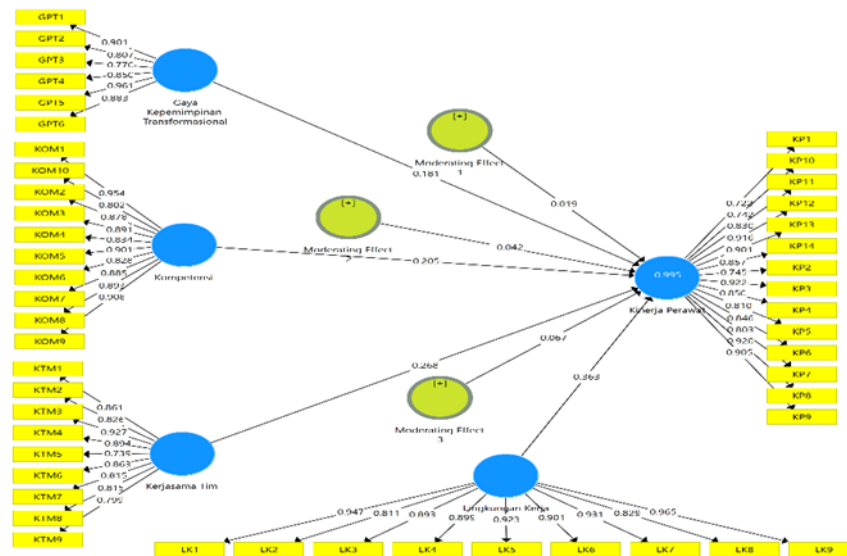 GPT1
GPT2
GPT3
GPT4
GPT5
GPT6
0.901
0.807
0.770
0.850
0.961
0.883
Gaya
Kepemimpinan
Transformasional
KOM1
KOM10
KOM2
KOM3
KOM4
KOM5
KOM6
KOM7
KOM8
KOM9
0.954
0.802
0.878
0.891
0.834
0.901
0.828
0.885
0.908
Kompetensi
KTM1
KTM2
KTM3
KTM4
KTM5
KTM6
KTM7
KTM8
KTM9
0.861
0.826
0.927
0.894
0.739
0.863
0.815
0.815
0.799
Kerjasama Tim
[+]
Moderating Effect
1
0.181
0.019
[+]
Moderating Effect
0.042
0.205
0.268
[+]
Moderating Effect
3
0.067
0.363
0.995
Kinerja Perawat
KP1
KP10
KP11
KP12
KP13
KP14
KP2
KP3
KP4
KP5
KP6
KP7
KP8
KP9
0.722
0.742
0.830
0.916
0.901
0.857
0.745
0.922
0.850
0.810
0.846
0.803
0.920
0.905
Lingkungan Kerja
0.947
0.811
0.893
0.899
0.923
0.901
0.931
0.829
0.965
LK1
LK2
LK3
LK4
LK5
LK6
LK7
LK8
LK9